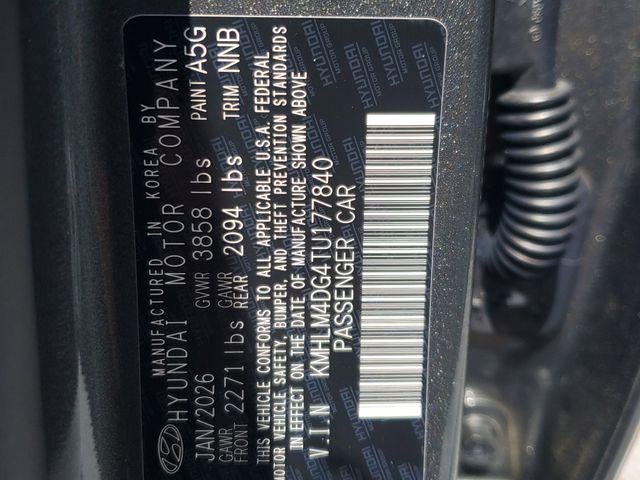 MANUFACTURED IN KOREA BY
HYUNDAI MOTOR COMPANY
JAN/2026 GVWR 3858 lbs PAINT A5G
GAWR FRONT 2271 lbs GAWR REAR 2094 lbs TRIM NNB
THIS VEHICLE CONFORMS TO ALL APPLICABLE U.S.A. FEDERAL
MOTOR VEHICLE SAFETY, BUMPER, AND THEFT PREVENTION STANDARDS
IN EFFECT ON THE DATE OF MANUFACTURE SHOWN ABOVE
V.I.N KMHLM4DG4TU177840
PASSENGER CAR